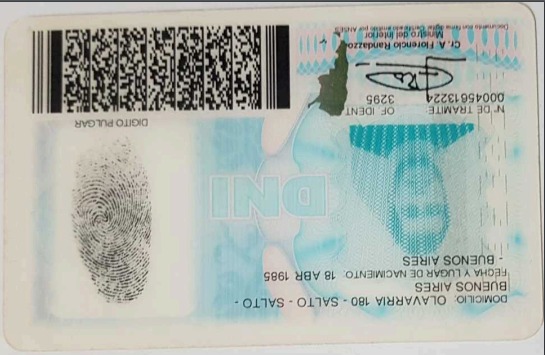 DOMICILIO: OLAVARRIA 180 - SALTO - SALTO -
BUENOS AIRES
FECHA Y LUGAR DE NACIMIENTO: 18 ABR 1985
- BUENOS AIRES
DNI
DIGITO PULGAR
N° DE TRAMITE OF IDENT
00045613224 3295
Cr. A. Florencio Randazzo
Ministro del Interior